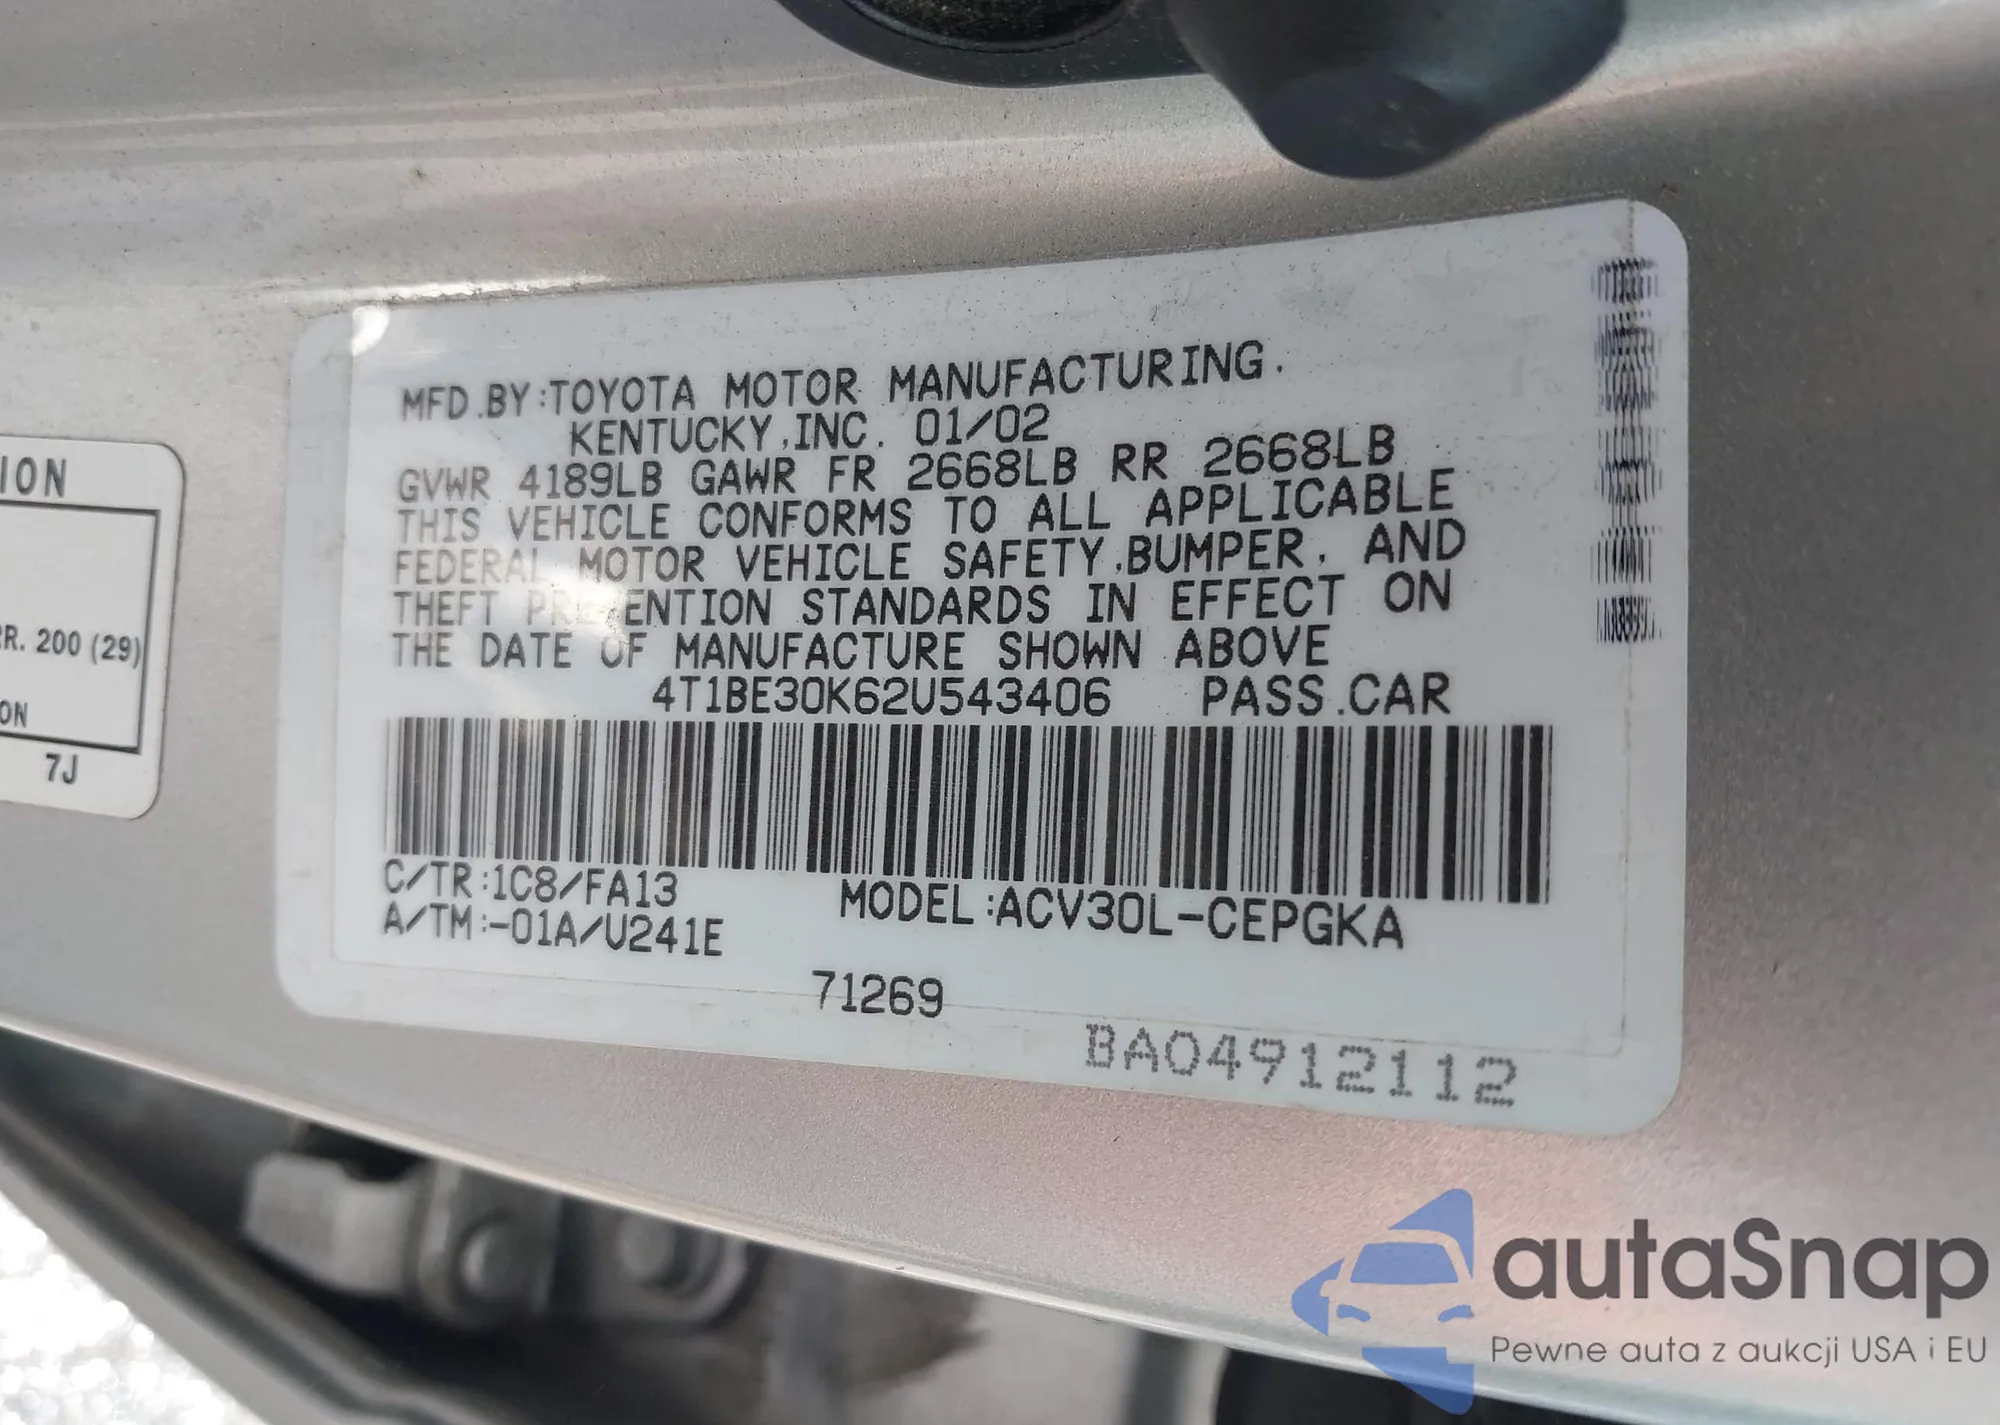 MFD.BY:TOYOTA MOTOR MANUFACTURING.
KENTUCKY,INC. 01/02
GVWR 4189LB GAWR FR 2668LB RR 2668LB
THIS VEHICLE CONFORMS TO ALL APPLICABLE
FEDERAL MOTOR VEHICLE SAFETY,BUMPER, AND
THEFT PREVENTION STANDARDS IN EFFECT ON
THE DATE OF MANUFACTURE SHOWN ABOVE
4T1BE30K62U543406 PASS.CAR
C/TR:1C8/FA13
A/TM:-01A/U241E
MODEL:ACV30L-CEPGKA
71269
BA04912112
ION
RR. 200 (29)
ON
7J
autaSnap
Pewne auta z aukcji USA i EU